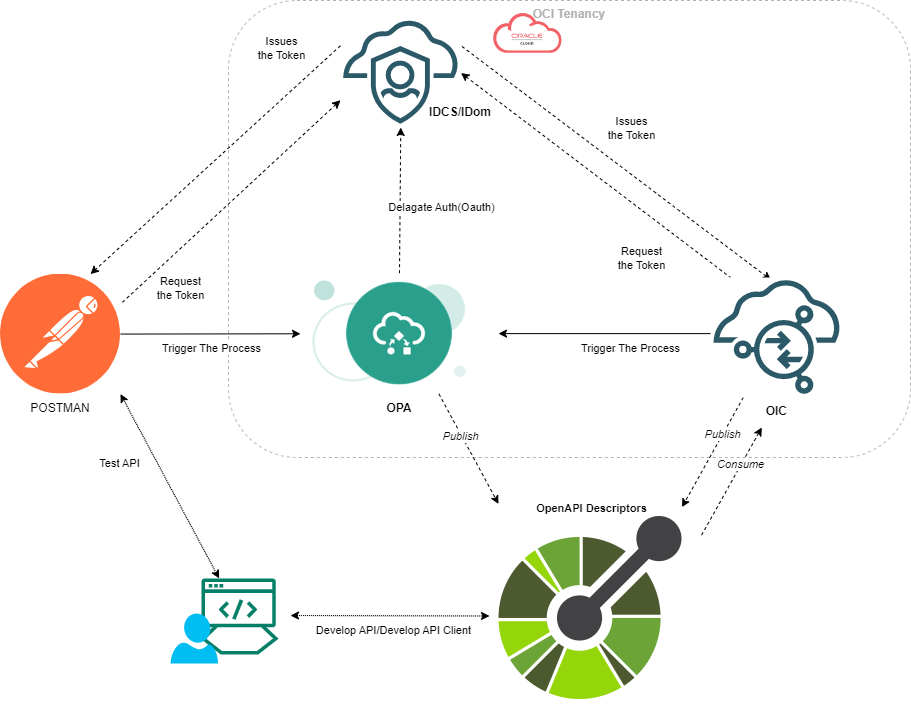 OCI Tenancy
ORACLE
CLOUD
Issues
the Token
IDCS/IDom
Issues
the Token
Delagate Auth(Oauth)
Request
the Token
Request
the Token
Trigger The Process
Trigger The Process
POSTMAN
OPA
OIC
Publish
Publish
Test API
Consume
OpenAPI Descriptors
</>
Develop API/Develop API Client